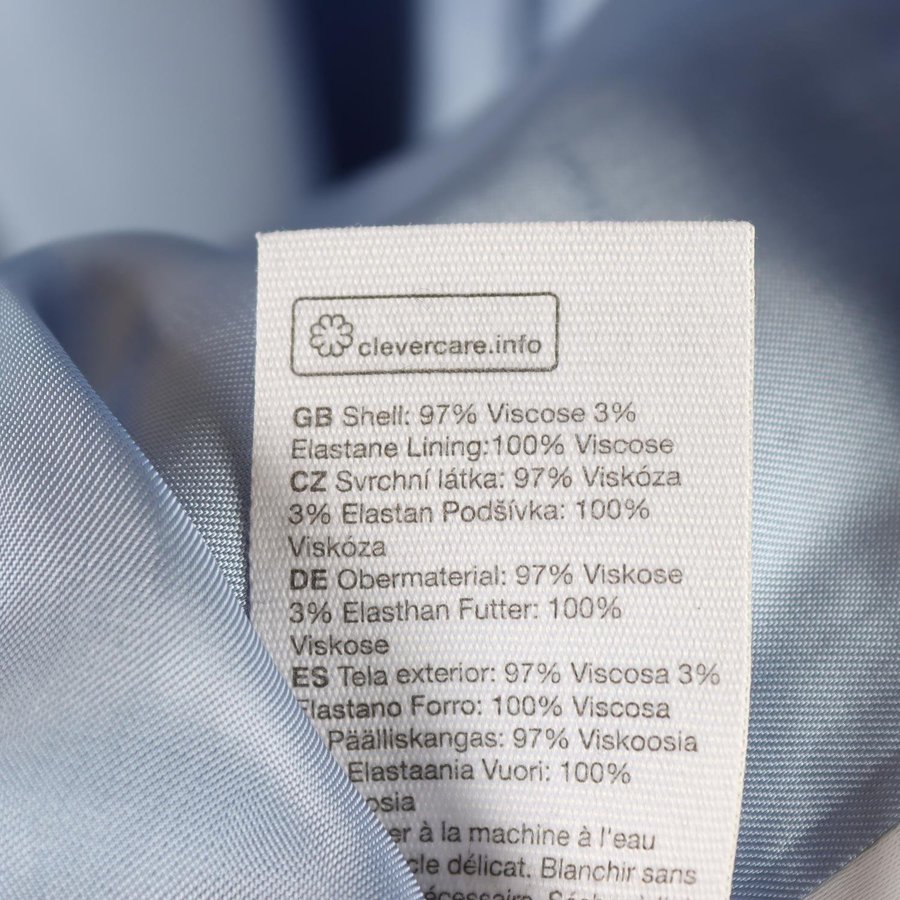 clevercare.info
GB Shell: 97% Viscose 3%
Elastane Lining:100% Viscose
CZ Svrchní látka: 97% Viskóza
3% Elastan Podšívka: 100%
Viskóza
DE Obermaterial: 97% Viskose
3% Elasthan Futter: 100%
Viskose
ES Tela exterior: 97% Viscosa 3%
Elastano Forro: 100% Viscosa
Päälliskangas: 97% Viskoosia
Elastaania Vuori: 100%
à la machine à l'eau
délicat. Blanchir sans